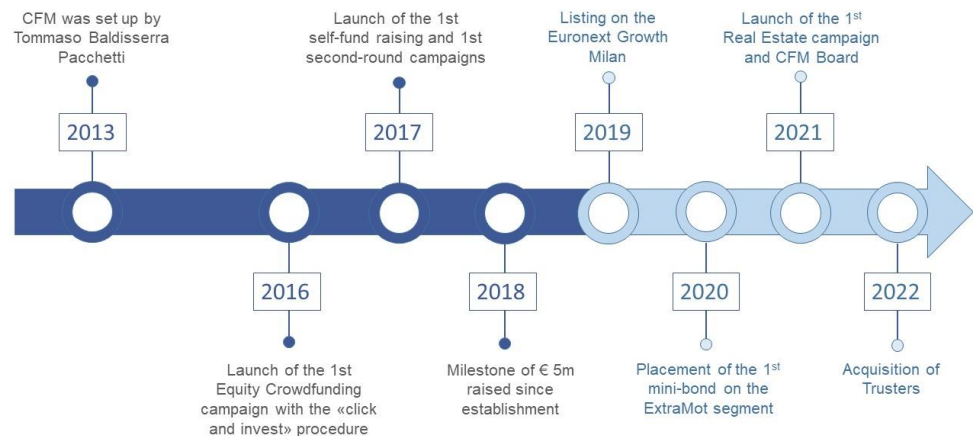 CFM was set up by
Tommaso Baldisserra
Pacchetti
2013
Launch of the 1st
Equity Crowdfunding
campaign with the «click
and invest» procedure
2016
Launch of the 1st
self-fund raising and 1st
second-round campaigns
2017
2018
Milestone of € 5m
raised since
establishment
Listing on the
Euronext Growth
Milan
2019
2020
Placement of the 1st
mini-bond on the
ExtraMot segment
Launch of the 1st
Real Estate campaign
and CFM Board
2021
2022
Acquisition of
Trusters